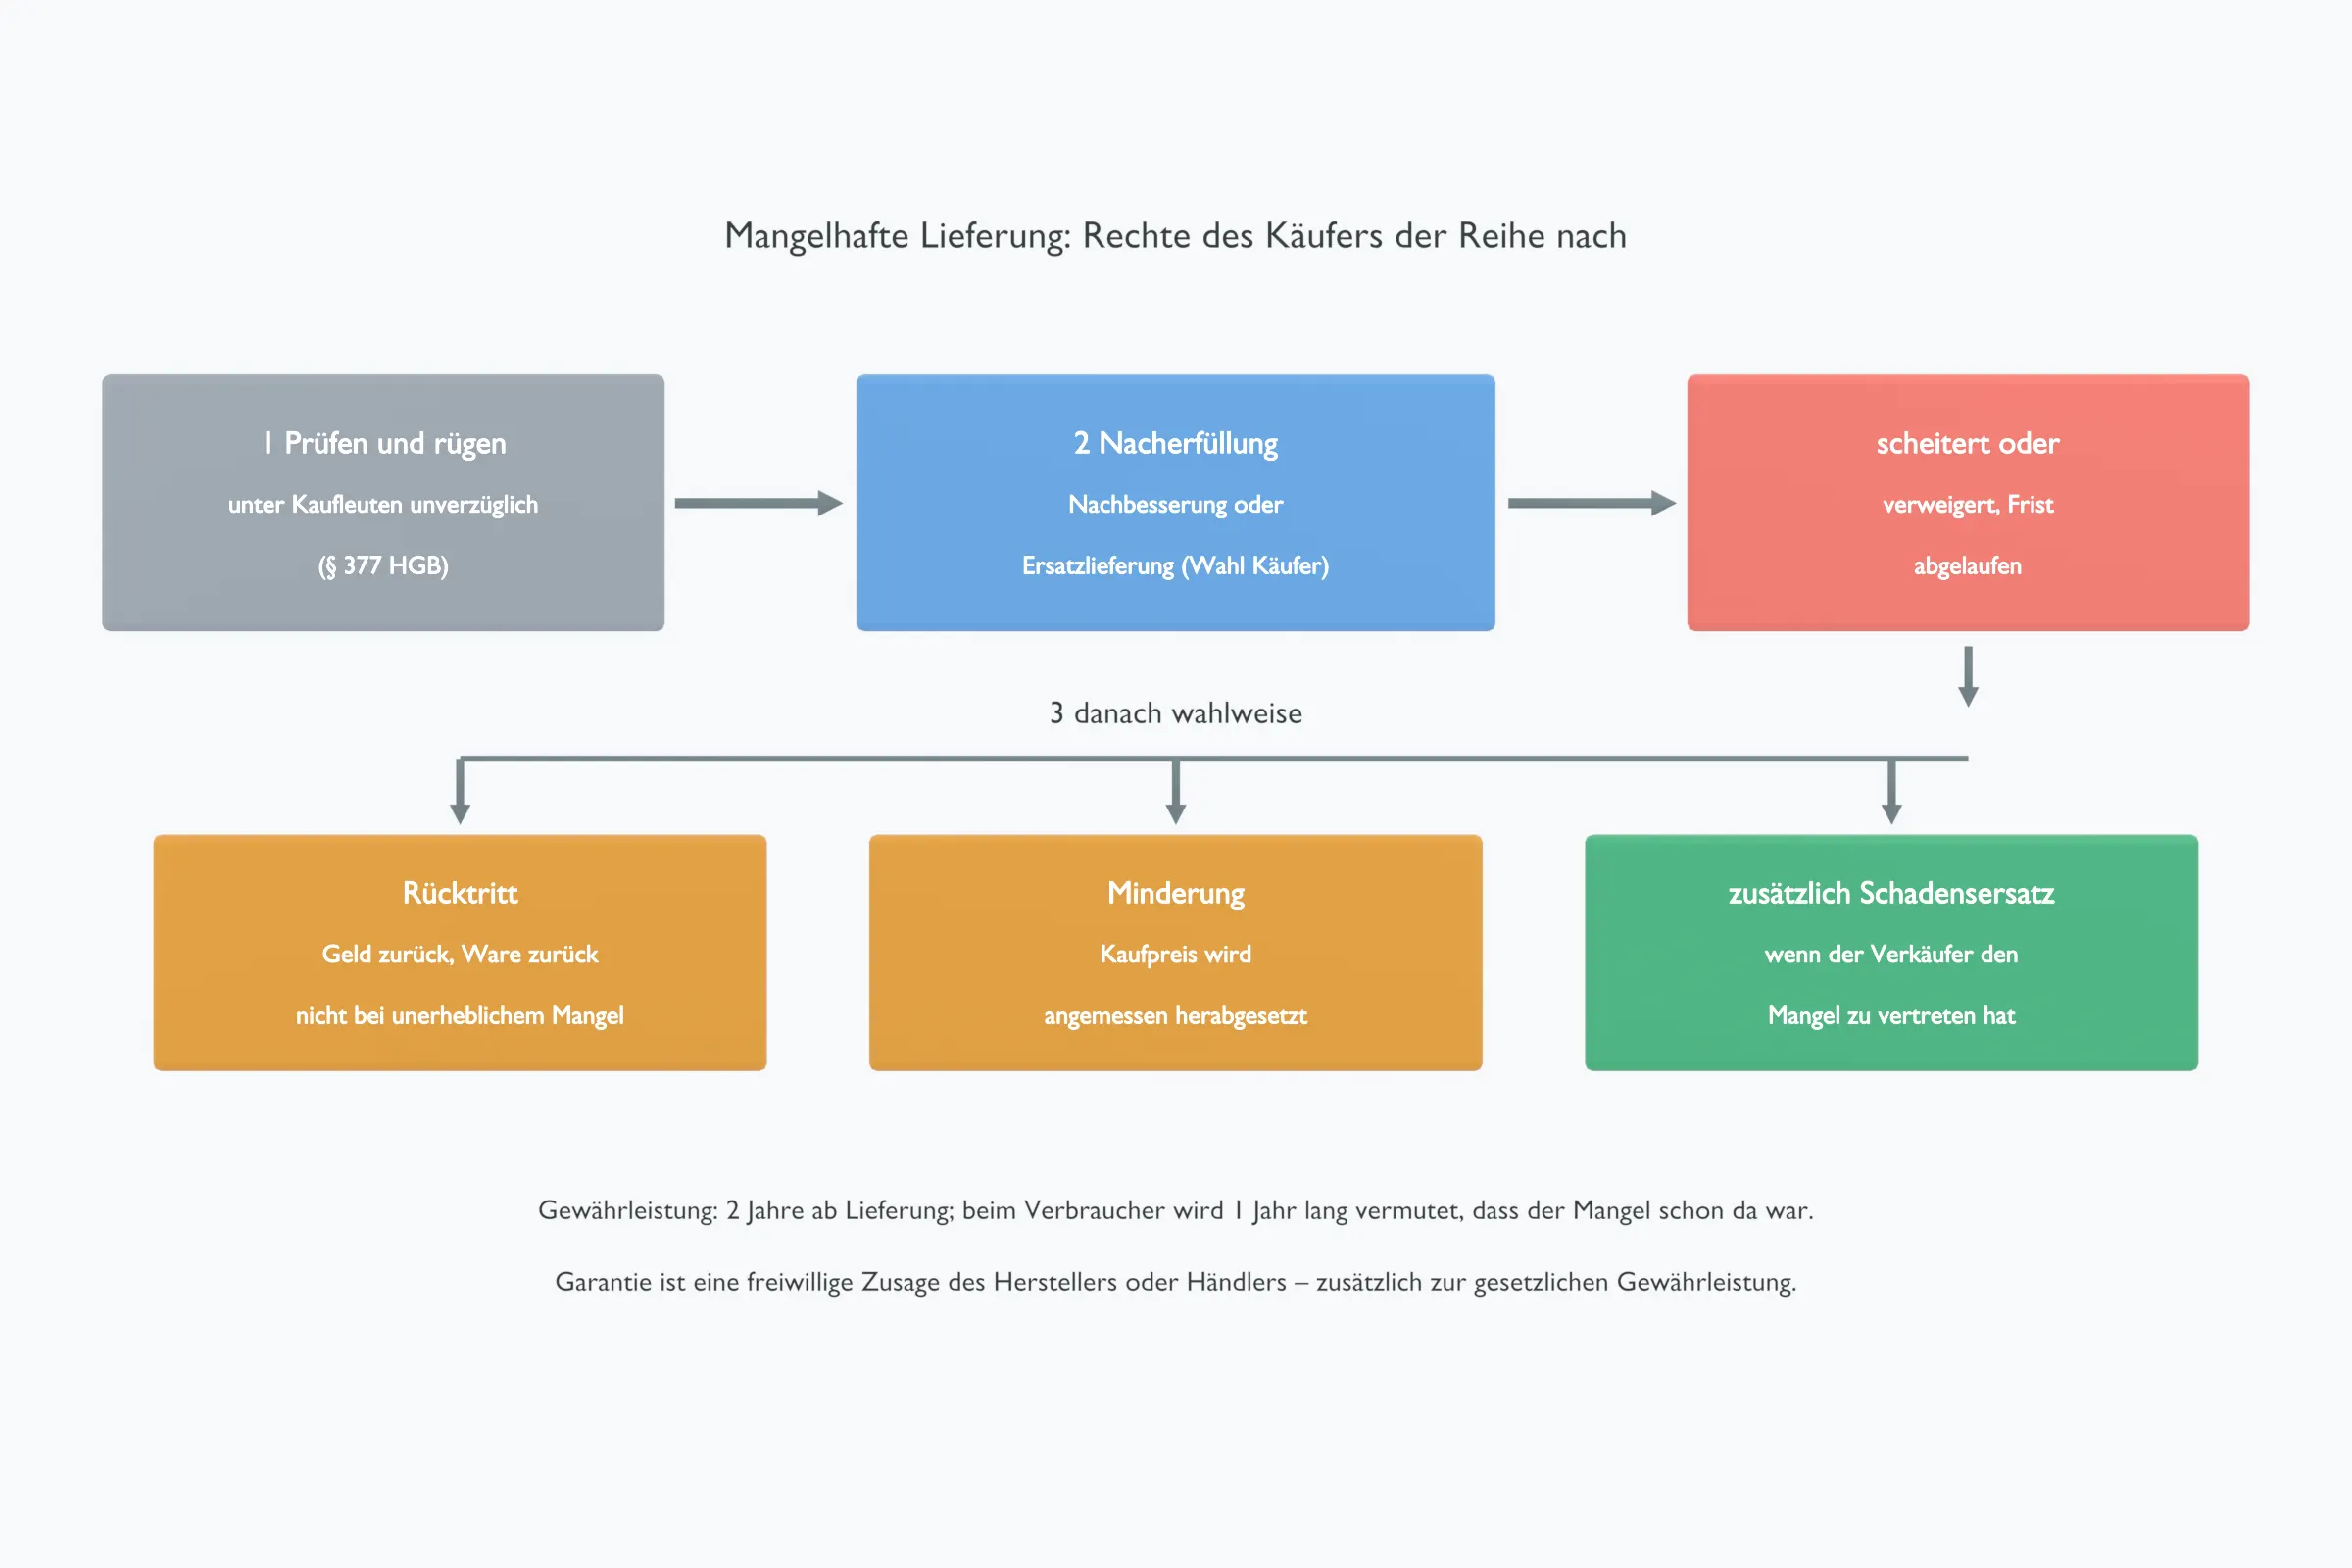 Mangelhafte Lieferung: Rechte des Käufers der Reihe nach
1 Prüfen und rügen
unter Kaufleuten unverzüglich
(§ 377 HGB)
2 Nacherfüllung
Nachbesserung oder
Ersatzlieferung (Wahl Käufer)
scheitert oder
verweigert, Frist
abgelaufen
3 danach wahlweise
Rücktritt
Geld zurück, Ware zurück
nicht bei unerheblichem Mangel
Minderung
Kaufpreis wird
angemessen herabgesetzt
zusätzlich Schadensersatz
wenn der Verkäufer den
Mangel zu vertreten hat
Gewährleistung: 2 Jahre ab Lieferung; beim Verbraucher wird 1 Jahr lang vermutet, dass der Mangel schon da war.
Garantie ist eine freiwillige Zusage des Herstellers oder Händlers – zusätzlich zur gesetzlichen Gewährleistung.